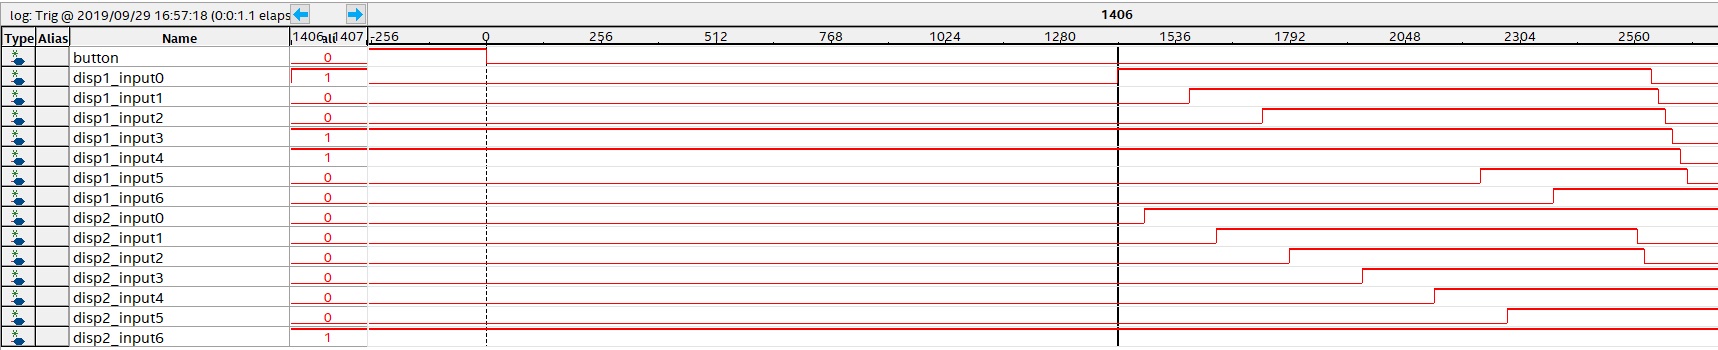 log: Trig @ 2019/09/29 16:57:18 (0:0:1.1 elaps
1406
Type Alias Name 1406 ali 1407 -256 0 256 512 768 1024 1280 1536 1792 2048 2304 2560
button 0
disp1_input0 1
disp1_input1 0
disp1_input2 0
disp1_input3 1
disp1_input4 1
disp1_input5 0
disp1_input6 0
disp2_input0 0
disp2_input1 0
disp2_input2 0
disp2_input3 0
disp2_input4 0
disp2_input5 0
disp2_input6 1